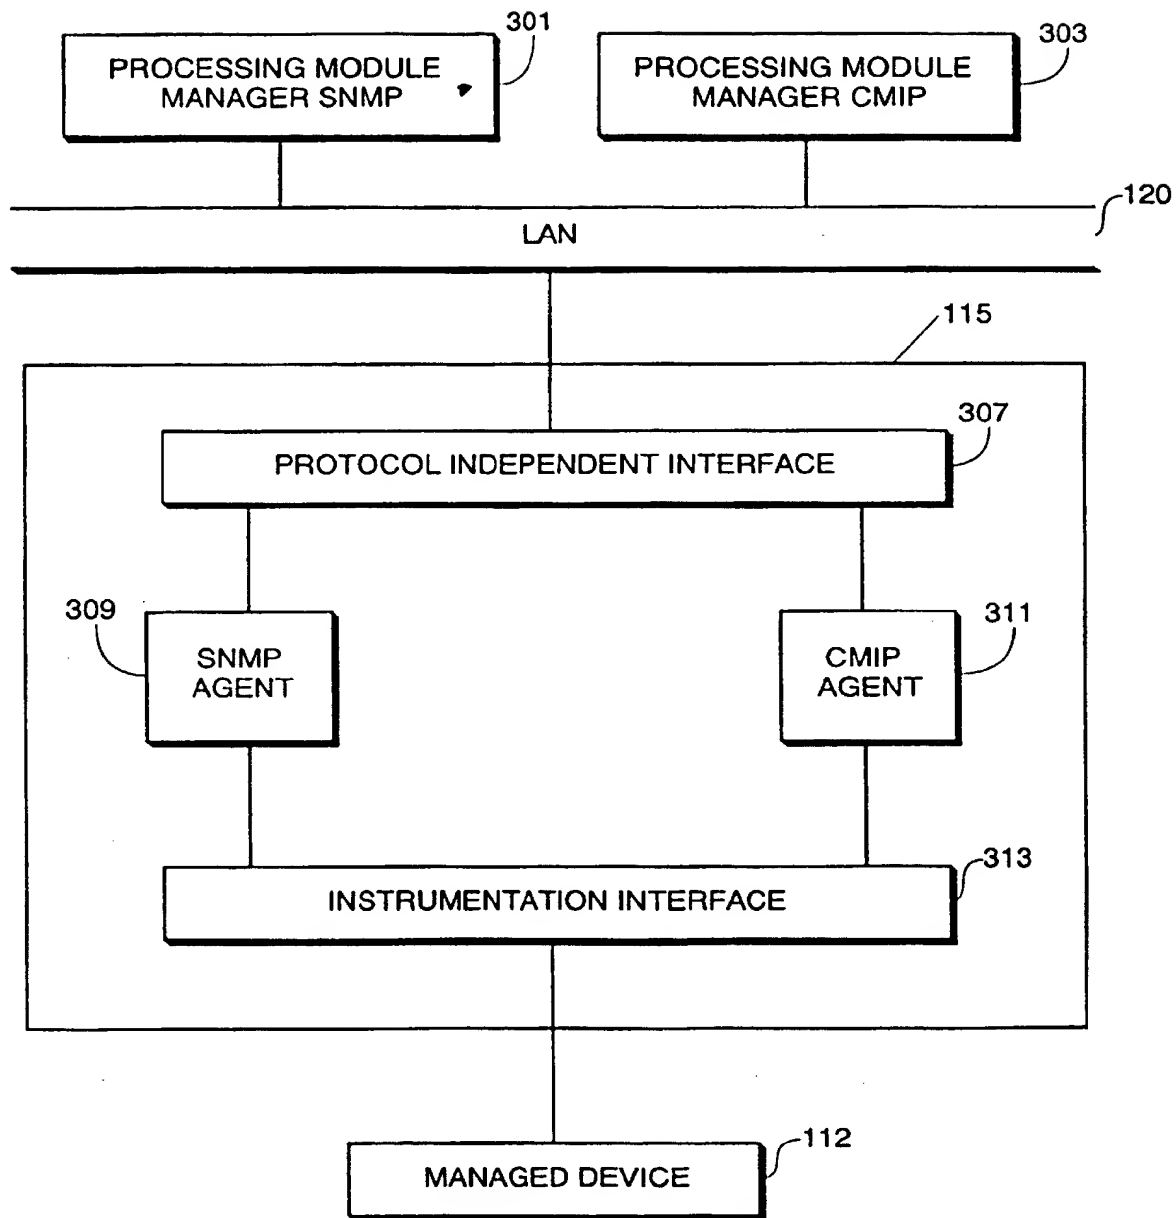 301
303
PROCESSING MODULE
MANAGER SNMP
PROCESSING MODULE
MANAGER CMIP
120
LAN
115
307
PROTOCOL INDEPENDENT INTERFACE
309
311
SNMP
AGENT
CMIP
AGENT
313
INSTRUMENTATION INTERFACE
112
MANAGED DEVICE